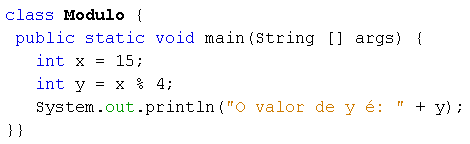 class Modulo {
public static void main(String [] args) {
int x = 15;
int y = x % 4;
System.out.println("O valor de y é: " + y);
}}